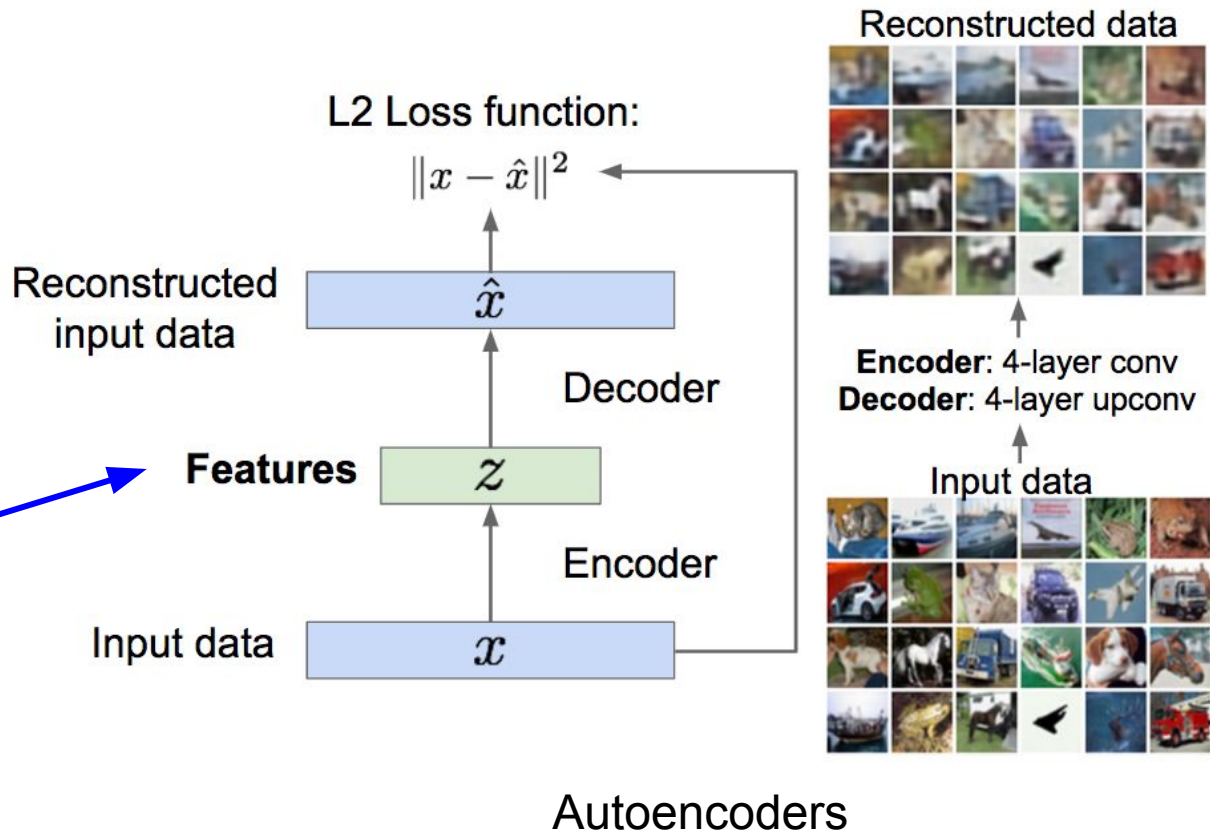 Reconstructed data
L2 Loss function:
‖x − x̂‖²
Reconstructed
input data
x̂
Decoder
Encoder: 4-layer conv
Decoder: 4-layer upconv
Features
z
Input data
Encoder
Input data
x
Autoencoders